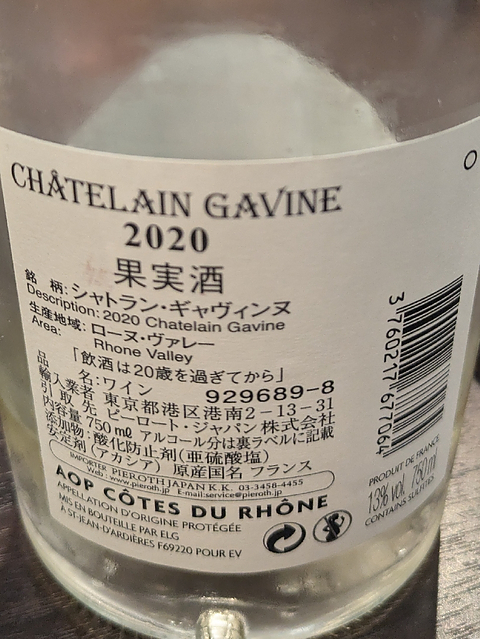 CHÂTELAIN GAVINE
2020
果実酒
銘 柄:シャトラン・ギャヴィンヌ
Description: 2020 Chatelain Gavine
生産地域: ローヌ・ヴァレー
Area: Rhone Valley
「飲酒は20歳を過ぎてから」
品 名:ワイン 929689-8
輸入業者 東京都港区港南2-13-31
引 取 先 ピーロート・ジャパン株式会社
内容量 750㎖ アルコール分は裏ラベルに記載
添加物:酸化防止剤(亜硫酸塩)
安定剤(アカシア) 原産国名 フランス
IMPORTER PIEROTH JAPAN K.K. 03-3458-4455
Web : www.pieroth.jp E-mail:service@pieroth.jp
AOP CÔTES DU RHÔNE
APPELLATION D'ORIGINE PROTÉGÉE
MIS EN BOUTEILLE PAR ELG
A ST-JEAN-D'ARDIÈRES F69220 POUR EV
3760217677064
PRODUIT DE FRANCE
13% vol. 750 ml
CONTAINS SULFITES